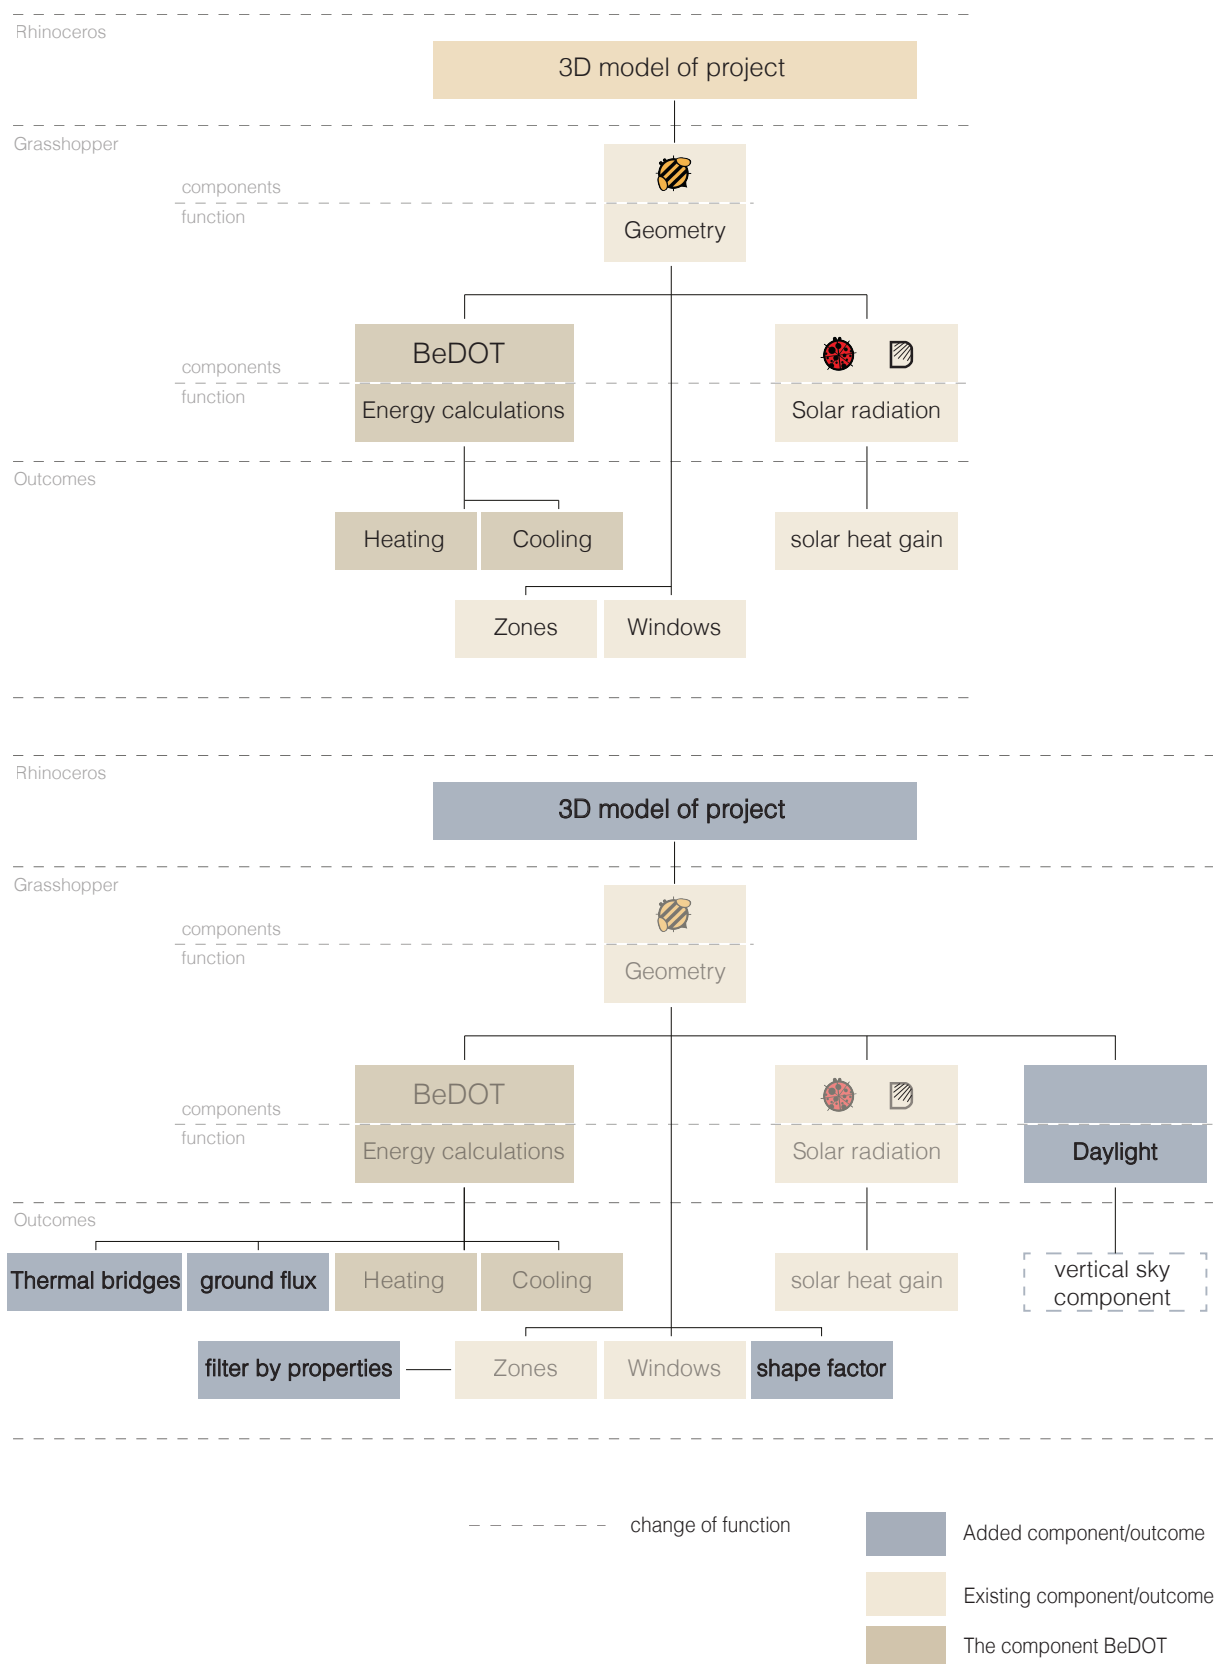 Rhinoceros
3D model of project
Grasshopper
components
function
Geometry
BeDOT
components
function
Energy calculations
Solar radiation
Outcomes
Heating
Cooling
solar heat gain
Zones
Windows
Rhinoceros
3D model of project
Grasshopper
components
function
Geometry
BeDOT
components
function
Energy calculations
Solar radiation
Daylight
Outcomes
Thermal bridges
ground flux
Heating
Cooling
solar heat gain
vertical sky
component
filter by properties
Zones
Windows
shape factor
change of function
Added component/outcome
Existing component/outcome
The component BeDOT